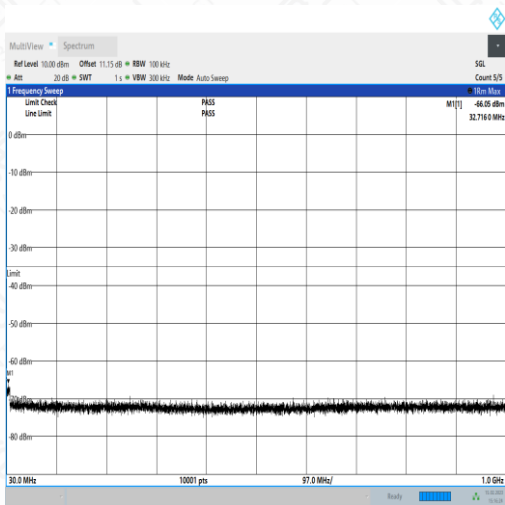 MultiView Spectrum
Ref Level 10.00 dBm Offset 11.15 dB RBW 100 kHz SGL
Att 20 dB SWT 1 s VBW 300 kHz Mode Auto Sweep Count 5/5
1 Frequency Sweep 1Rm Max
Limit Check PASS M1[1] -66.05 dBm
Line Limit PASS 32.716 0 MHz
0 dBm
-10 dBm
-20 dBm
-30 dBm
Limit
-40 dBm
-50 dBm
-60 dBm
M1
-70 dBm
-80 dBm
30.0 MHz 10001 pts 97.0 MHz/ 1.0 GHz
Ready